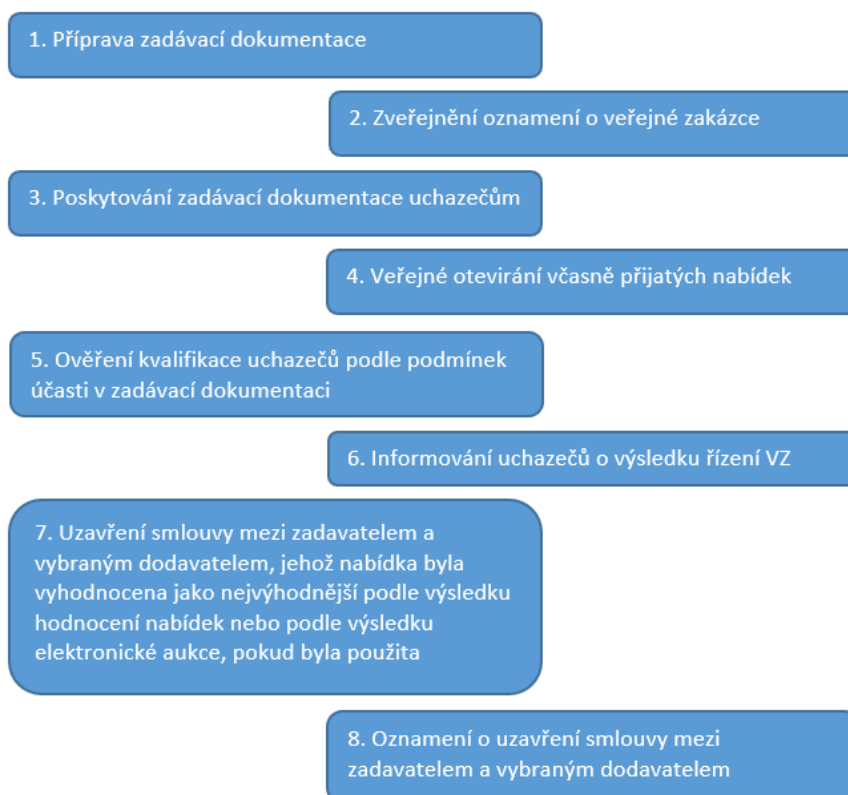 1. Příprava zadávací dokumentace
2. Zveřejnění oznámení o veřejné zakázce
3. Poskytování zadávací dokumentace uchazečům
4. Veřejné otevirání včasně přijatých nabídek
5. Ověření kvalifikace uchazečů podle podmínek
účasti v zadávací dokumentaci
6. Informování uchazečů o výsledku řízení VZ
7. Uzavření smlouvy mezi zadavatelem a
vybraným dodavatelem, jehož nabídka byla
vyhodnocena jako nejvýhodnější podle výsledku
hodnocení nabídek nebo podle výsledku
elektronické aukce, pokud byla použita
8. Oznámení o uzavření smlouvy mezi
zadavatelem a vybraným dodavatelem